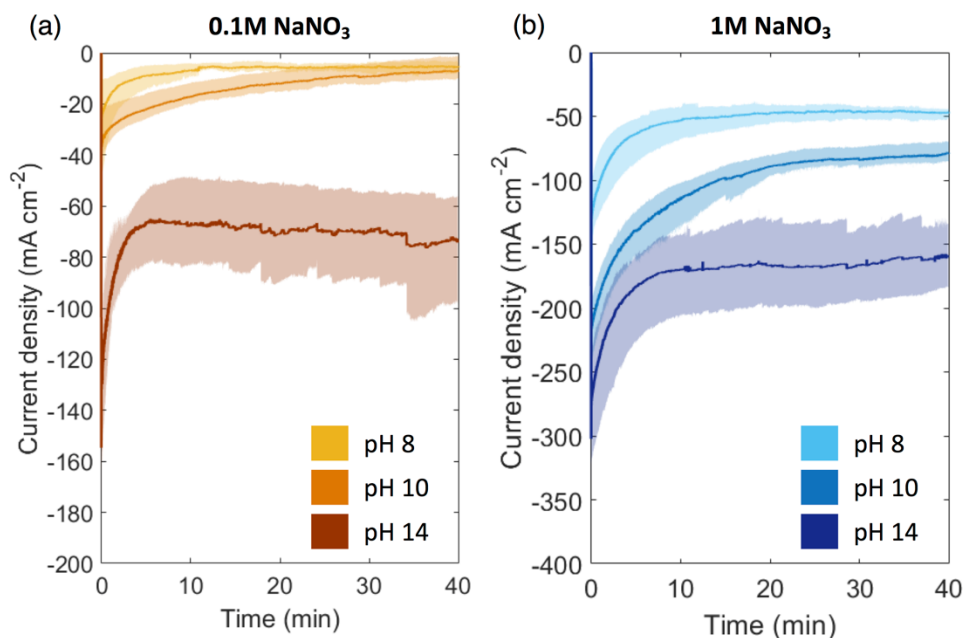 (a) 0.1M NaNO₃
Current density (mA cm⁻²)
0
-20
-40
-60
-80
-100
-120
-140
-160
-180
-200
pH 8
pH 10
pH 14
0 10 20 30 40
Time (min)
(b) 1M NaNO₃
Current density (mA cm⁻²)
0
-50
-100
-150
-200
-250
-300
-350
-400
pH 8
pH 10
pH 14
0 10 20 30 40
Time (min)